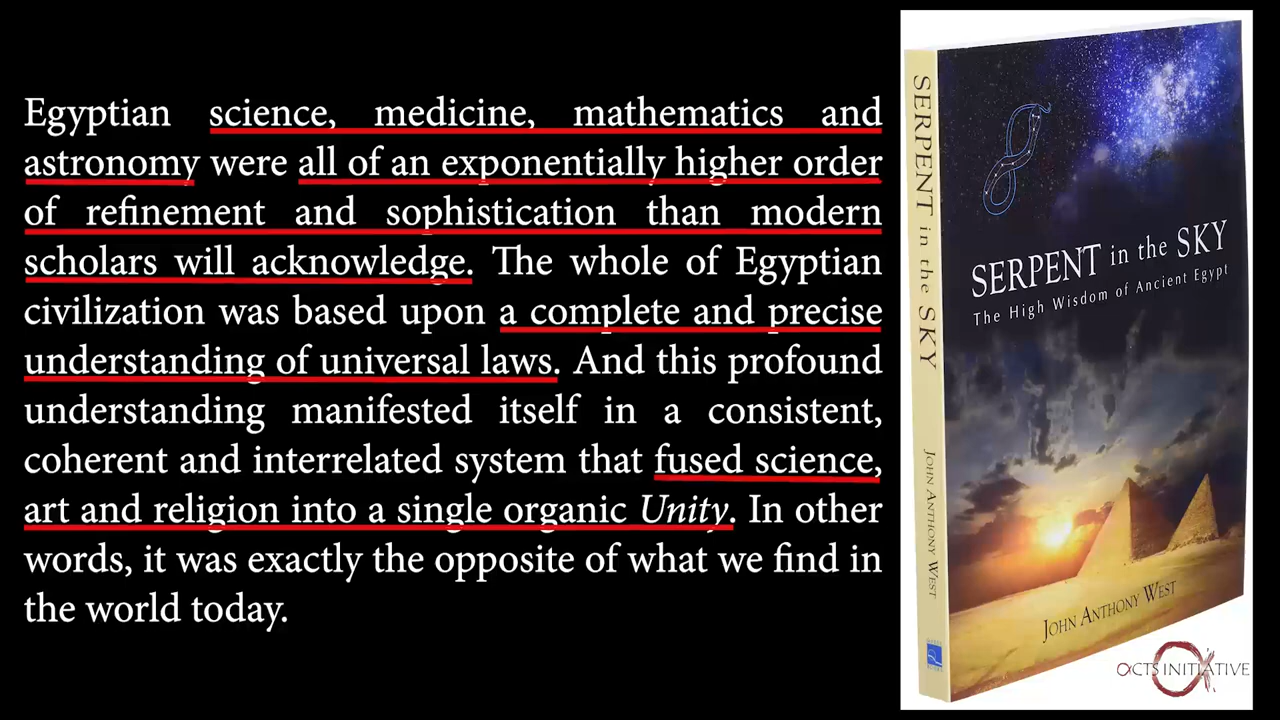 Egyptian science, medicine, mathematics and
astronomy were all of an exponentially higher order
of refinement and sophistication than modern
scholars will acknowledge. The whole of Egyptian
civilization was based upon a complete and precise
understanding of universal laws. And this profound
understanding manifested itself in a consistent,
coherent and interrelated system that fused science,
art and religion into a single organic Unity. In other
words, it was exactly the opposite of what we find in
the world today.
SERPENT in the SKY
JOHN ANTHONY WEST
SERPENT in the SKY
The High Wisdom of Ancient Egypt
JOHN ANTHONY WEST
ACTS INITIATIVE